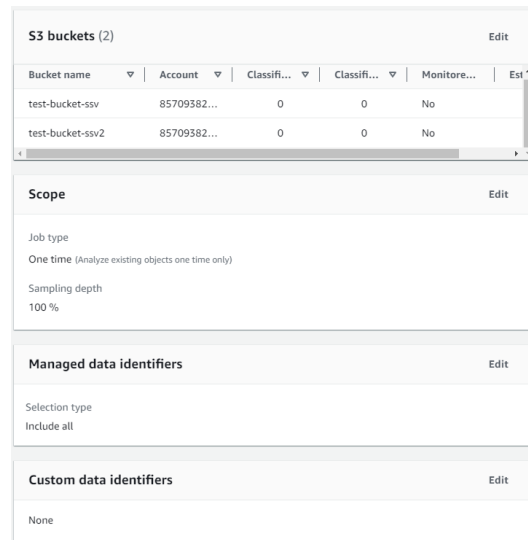 S3 buckets (2) Edit
Bucket name Account Classifi... Classifi... Monitore... Est
test-bucket-ssv 85709382... 0 0 No
test-bucket-ssv2 85709382... 0 0 No
Scope Edit
Job type
One time (Analyze existing objects one time only)
Sampling depth
100 %
Managed data identifiers Edit
Selection type
Include all
Custom data identifiers Edit
None